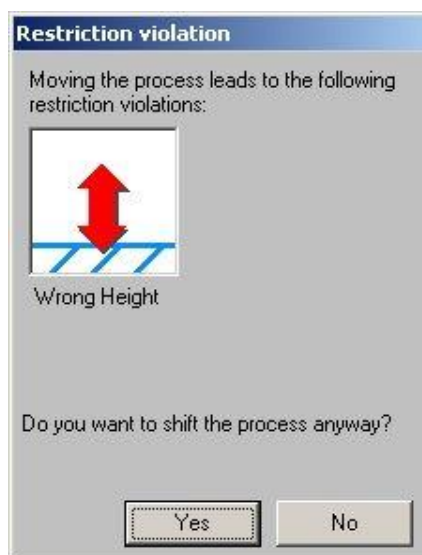 Restriction violation
Moving the process leads to the following
restriction violations:
Wrong Height
Do you want to shift the process anyway?
Yes
No